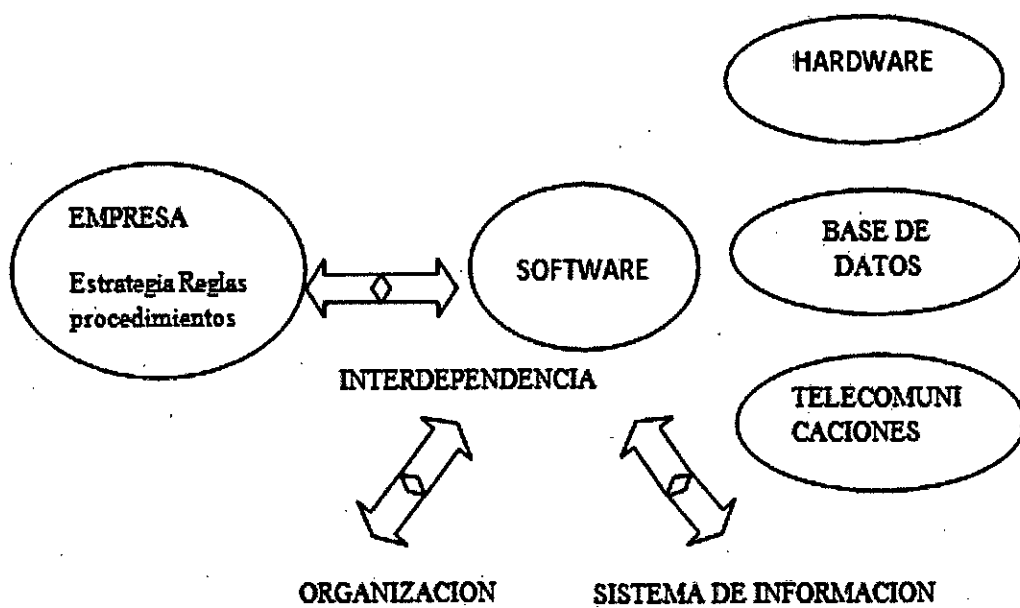 HARDWARE
EMPRESA
Estrategia Reglas
procedimientos
SOFTWARE
BASE DE
DATOS
INTERDEPENDENCIA
TELECOMUNI
CACIONES
ORGANIZACION
SISTEMA DE INFORMACION